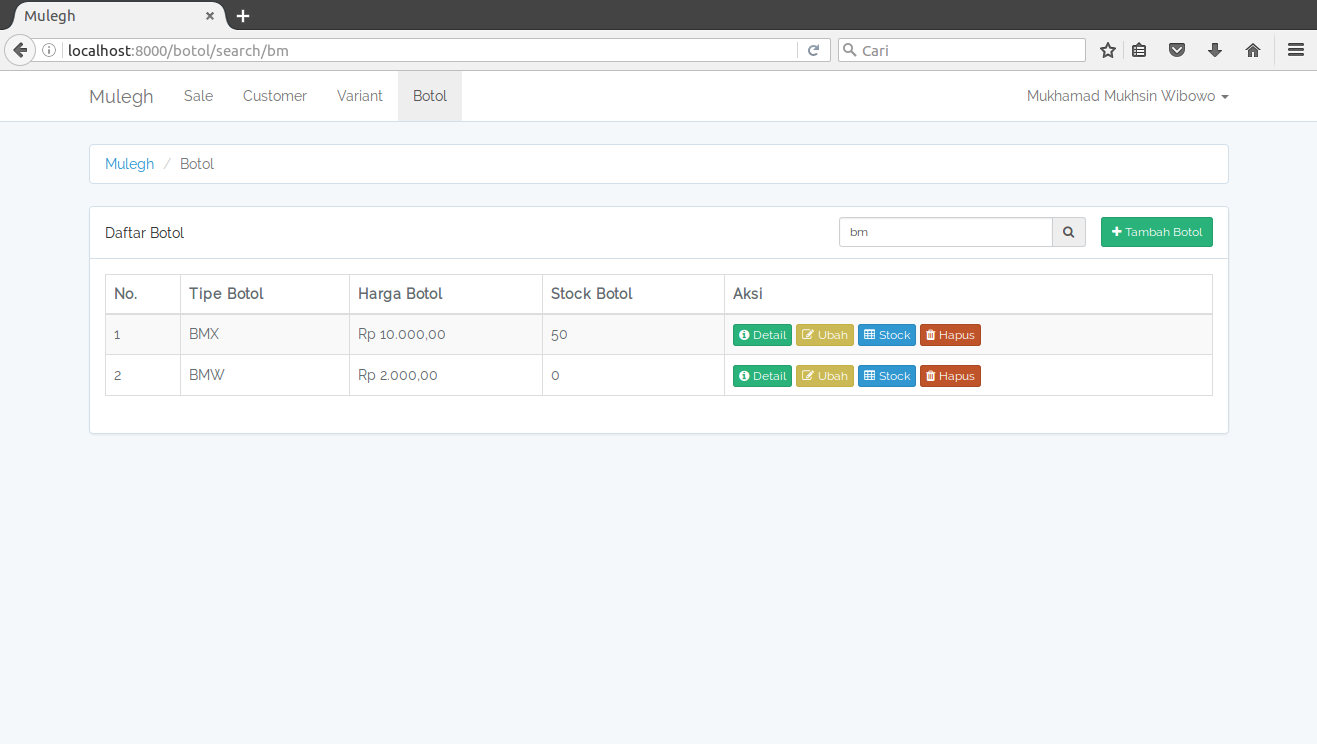 Mulegh
localhost:8000/botol/search/bm
Cari
Mulegh Sale Customer Variant Botol Mukhamad Mukhsin Wibowo
Mulegh / Botol
Daftar Botol bm Tambah Botol
No. Tipe Botol Harga Botol Stock Botol Aksi
1 BMX Rp 10.000,00 50 Detail Ubah Stock Hapus
2 BMW Rp 2.000,00 0 Detail Ubah Stock Hapus